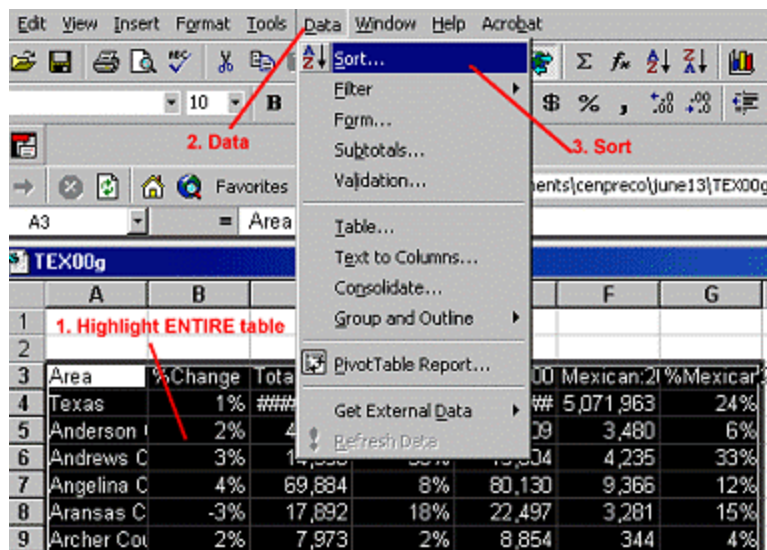 Edit View Insert Format Tools Data Window Help Acrobat
Sort...
Filter
Form...
Subtotals...
Validation...
Table...
Text to Columns...
Consolidate...
Group and Outline
PivotTable Report...
Get External Data
Refresh Data
10 B $ % ,
2. Data
3. Sort
Favorites
\cenpreco\june13\TEX00g
A3 = Area
TEX00g
A B F G
1 1. Highlight ENTIRE table
2
3 Area %Change Mexican:2
4 Texas 1% #### ## 5,071,963 24%
5 Anderson 2% 3,480 6%
6 Andrews C 3% 4,235 33%
7 Angelina C 4% 69,884 8% 80,130 9,366 12%
8 Aransas C -3% 17,892 18% 22,497 3,281 15%
9 Archer Cou 2% 7,973 2% 8,854 344 4%